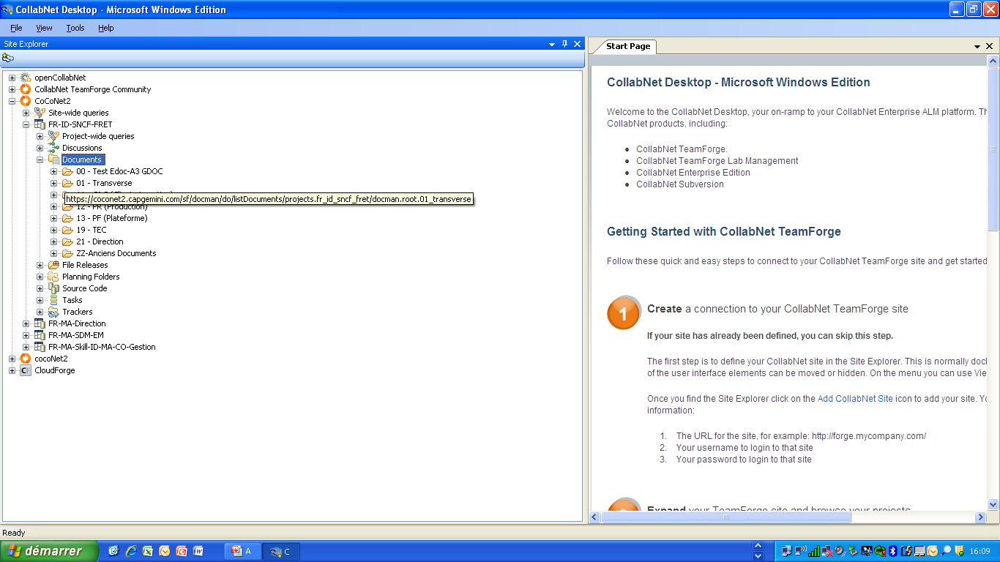 CollabNet Desktop - Microsoft Windows Edition
File View Tools Help
Site Explorer
openCollabNet
CollabNet TeamForge Community
CoCoNet2
Site-wide queries
FR-ID-SNCF-FRET
Project-wide queries
Discussions
Documents
00 - Test Edoc-A3 GDOC
01 - Transverse
https://coconet2.capgemini.com/sf/docman/do/listDocuments/projects.fr_id_sncf_fret/docman.root.01_transverse
12 - PR (Production)
13 - PF (Plateforme)
19 - TEC
21 - Direction
ZZ-Anciens Documents
File Releases
Planning Folders
Source Code
Tasks
Trackers
FR-MA-Direction
FR-MA-SDM-EM
FR-MA-Skill-ID-MA-CO-Gestion
cocoNet2
CF CloudForge
Start Page
CollabNet Desktop - Microsoft Windows Edition
Welcome to the CollabNet Desktop, your on-ramp to your CollabNet Enterprise ALM platform. Th
CollabNet products, including:
CollabNet TeamForge.
CollabNet TeamForge Lab Management
CollabNet Enterprise Edition
CollabNet Subversion
Getting Started with CollabNet TeamForge
Follow these quick and easy steps to connect to your CollabNet TeamForge site and get started
1 Create a connection to your CollabNet TeamForge site
If your site has already been defined, you can skip this step.
The first step is to define your CollabNet site in the Site Explorer. This is normally doc
of the user interface elements can be moved or hidden. On the menu you can use Vie
Once you find the Site Explorer click on the Add CollabNet Site icon to add your site. Yo
information:
1. The URL for the site, for example: http://forge.mycompany.com/
2. Your username to login to that site
3. Your password to login to that site
Expand your TeamForge site and browse your projects
Ready
démarrer A C 16:09